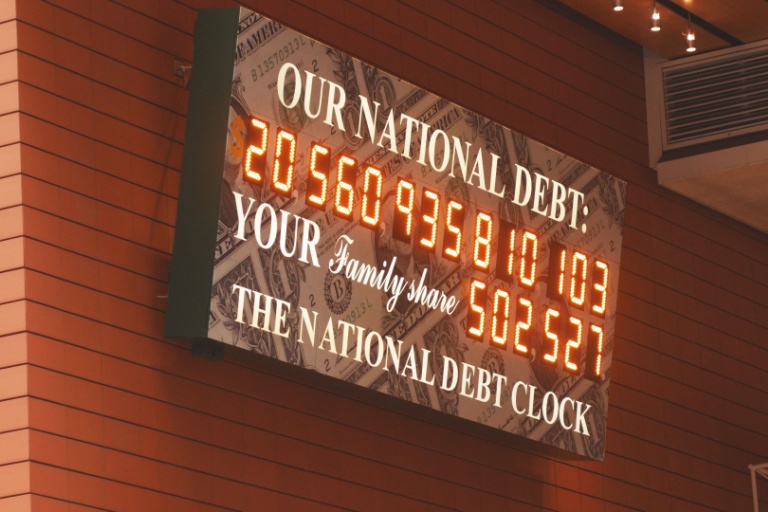 OUR NATIONAL DEBT:
$20,560,935,810,103
YOUR Family share 502,527
THE NATIONAL DEBT CLOCK